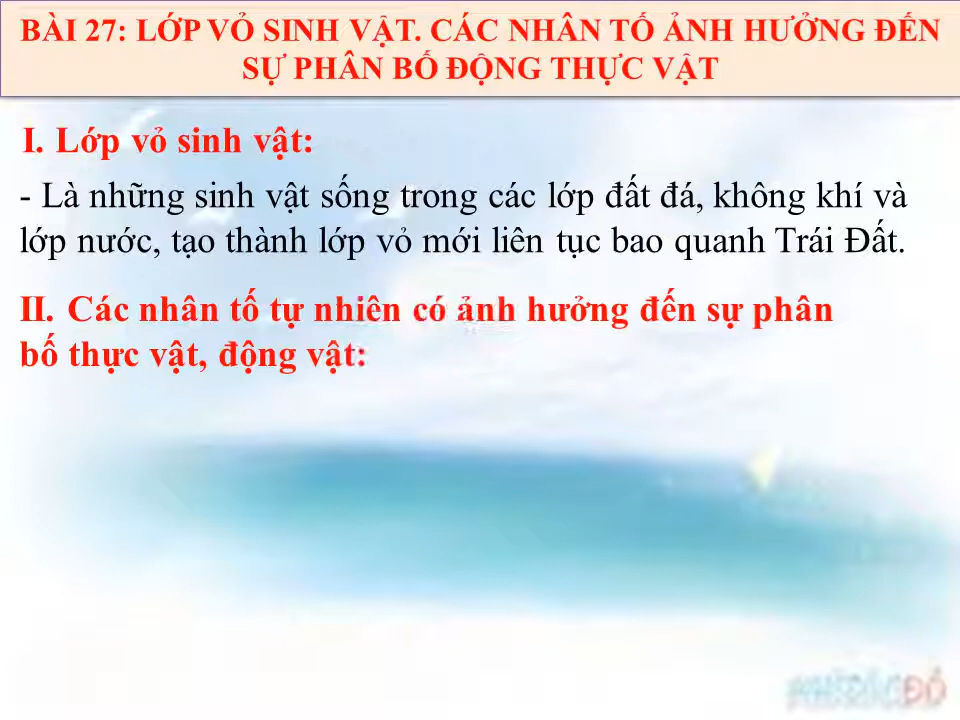 BÀI 27: LỚP VỎ SINH VẬT. CÁC NHÂN TỐ ẢNH HƯỞNG ĐẾN
SỰ PHÂN BỐ ĐỘNG THỰC VẬT
I. Lớp vỏ sinh vật:
- Là những sinh vật sống trong các lớp đất đá, không khí và
lớp nước, tạo thành lớp vỏ mới liên tục bao quanh Trái Đất.
II. Các nhân tố tự nhiên có ảnh hưởng đến sự phân
bố thực vật, động vật:
ĐỎ